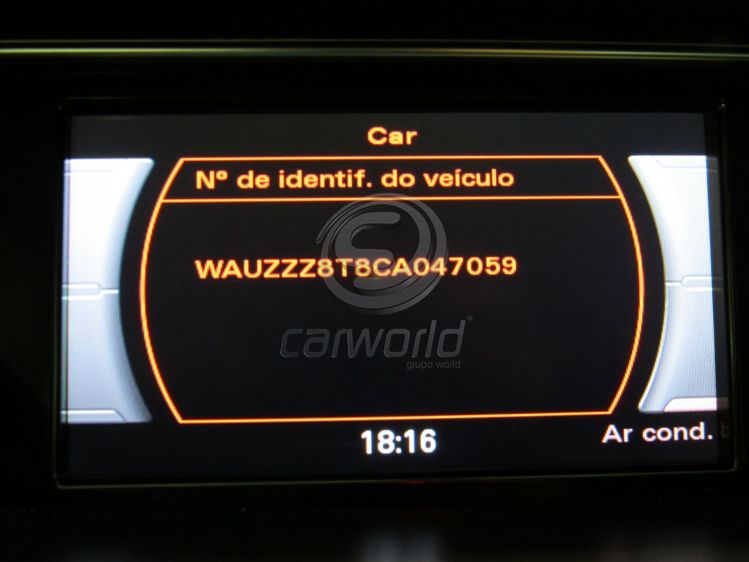 Car
Nº de identif. do veículo
WAUZZZ8T8CA047059
carworld®
grupo world
18:16
Ar cond.